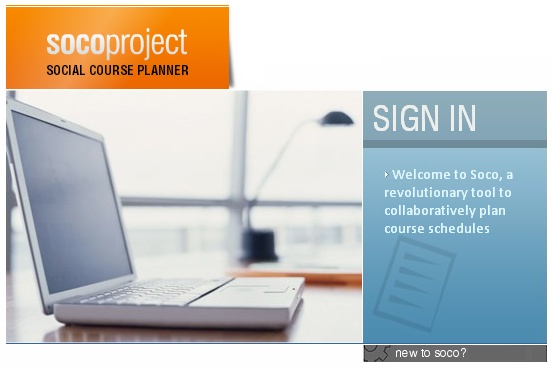 socoproject
SOCIAL COURSE PLANNER
SIGN IN
Welcome to Soco, a
revolutionary tool to
collaboratively plan
course schedules
new to soco?